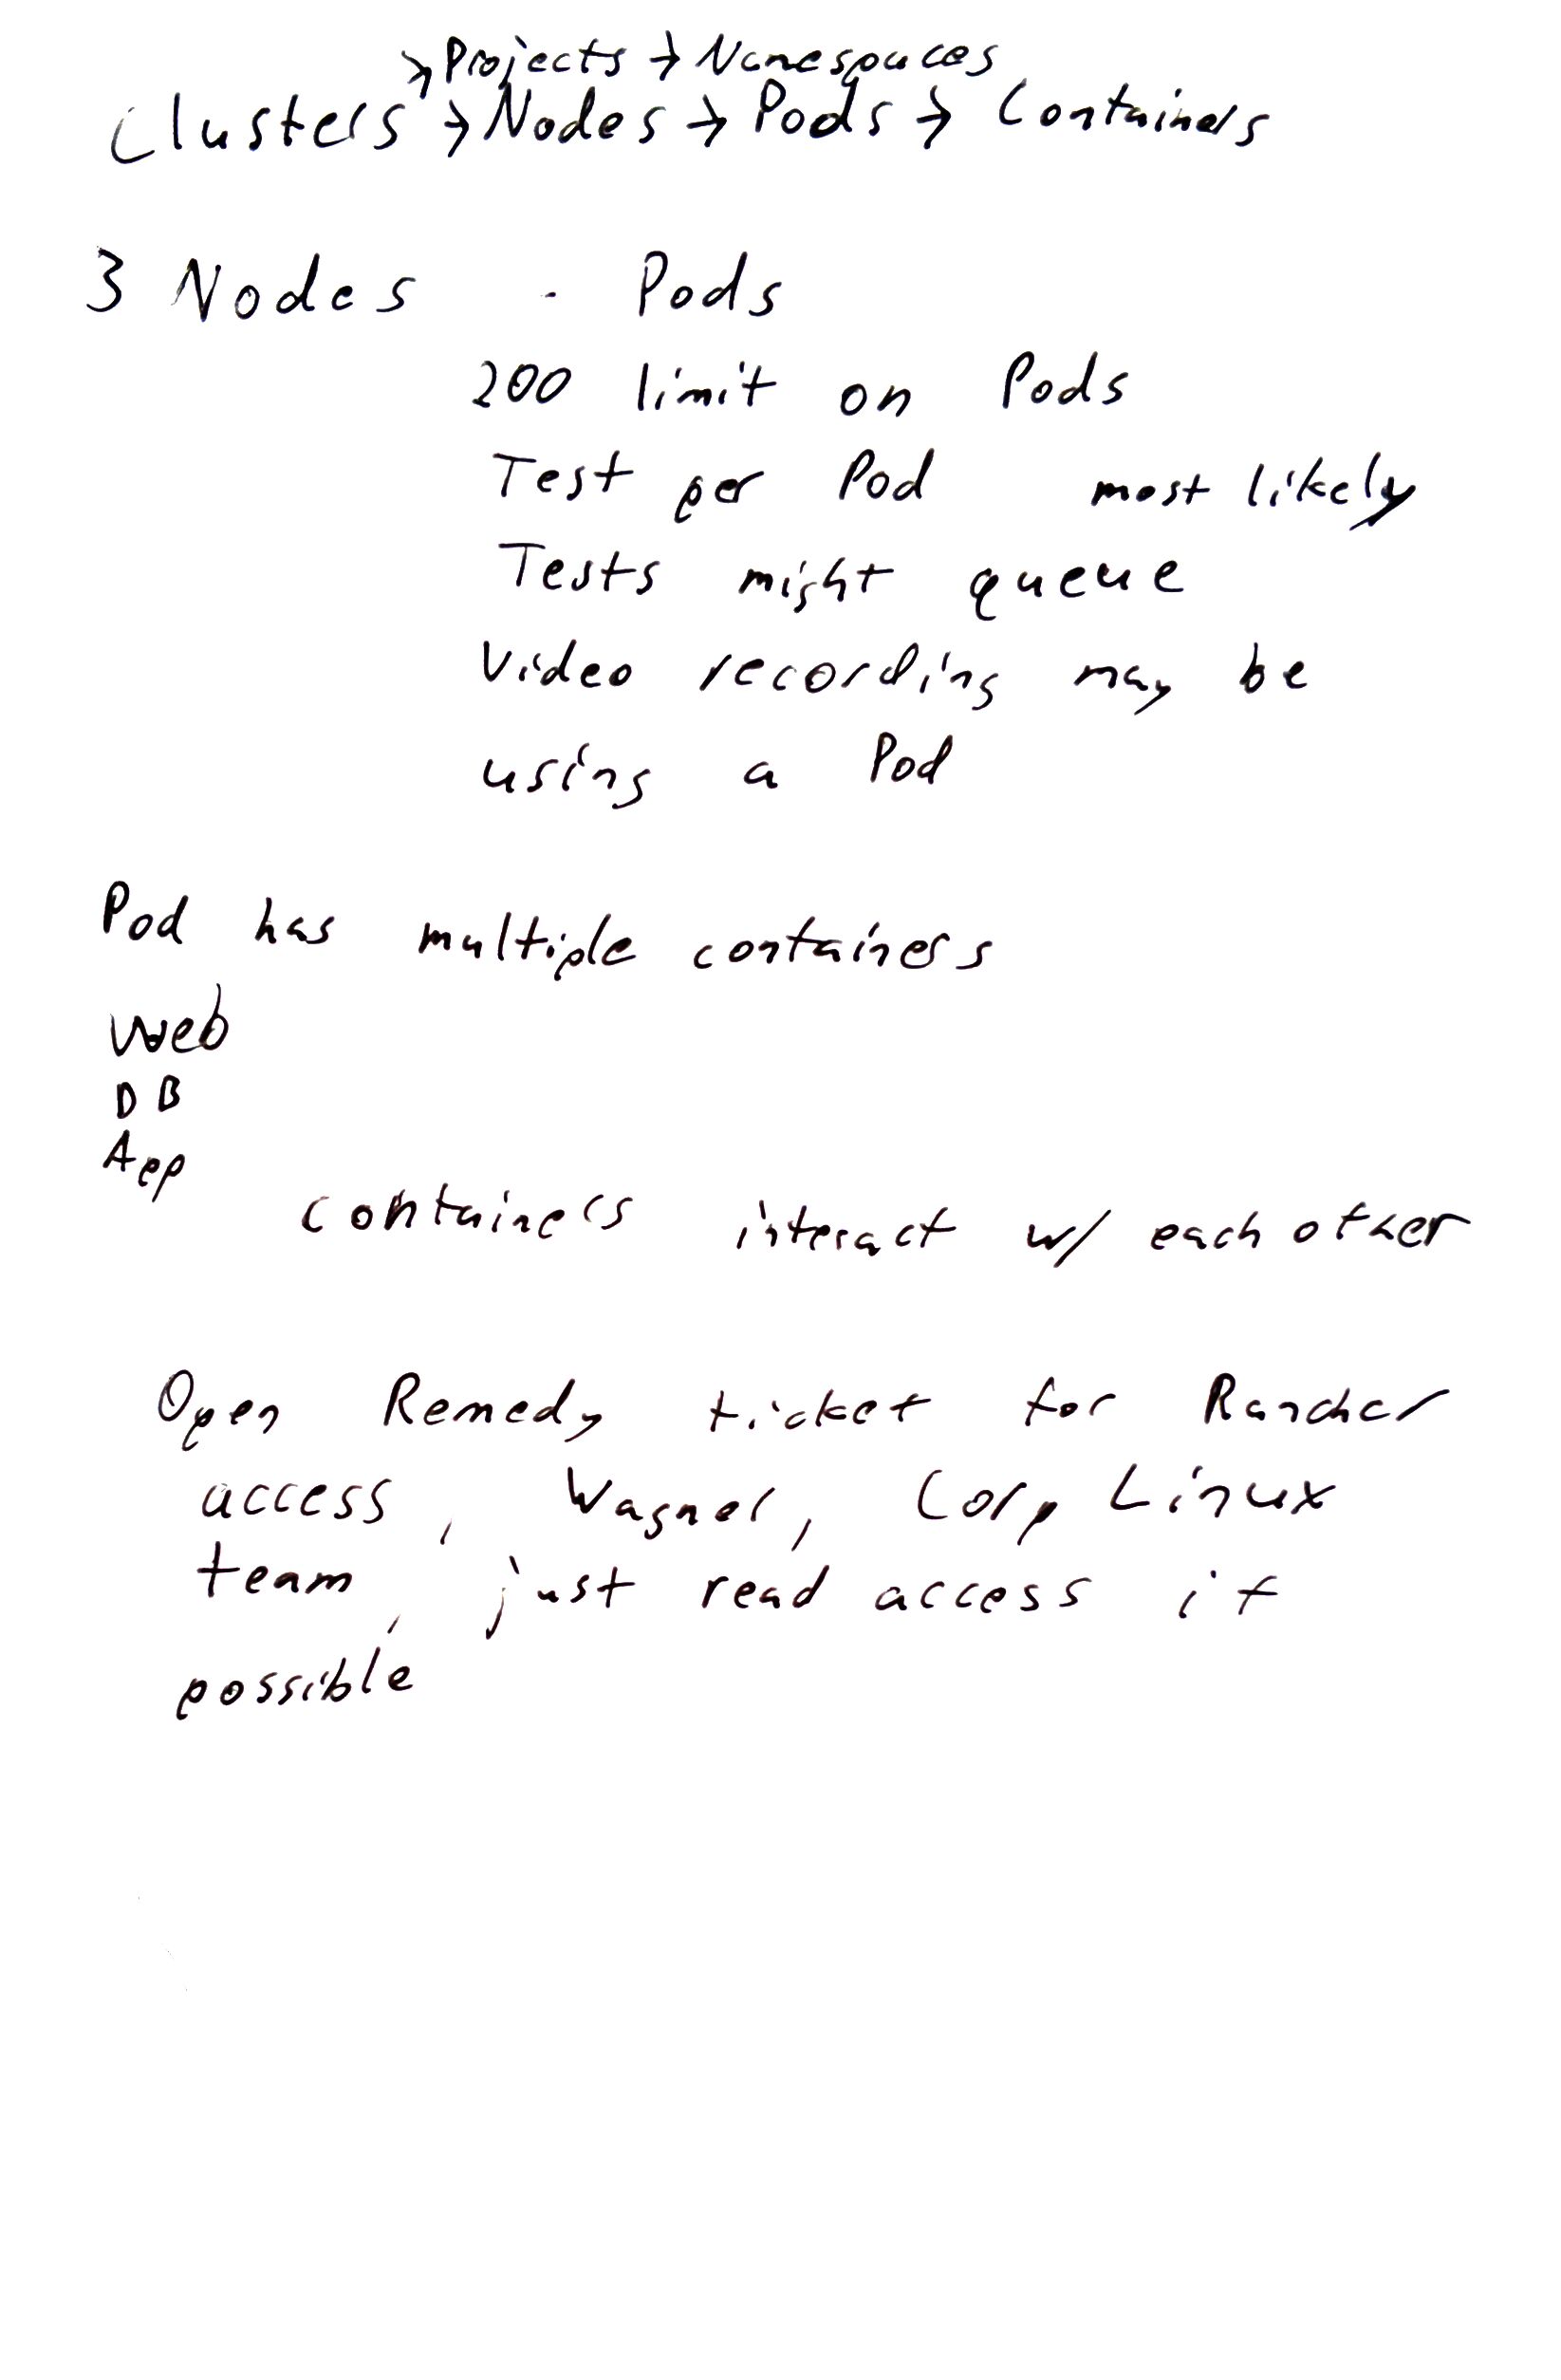 → Projects → Namespaces
Clusters → Nodes → Pods → Containers
3 Nodes - Pods
200 limit on Pods
Test per Pod most likely
Tests might queue
Video recording may be
using a Pod
Pod has multiple containers
Web
DB
App
containers interact w/ each other
Open Remedy ticket for Rancher
access, Wagner, Corp Linux
team, just read access if
possible